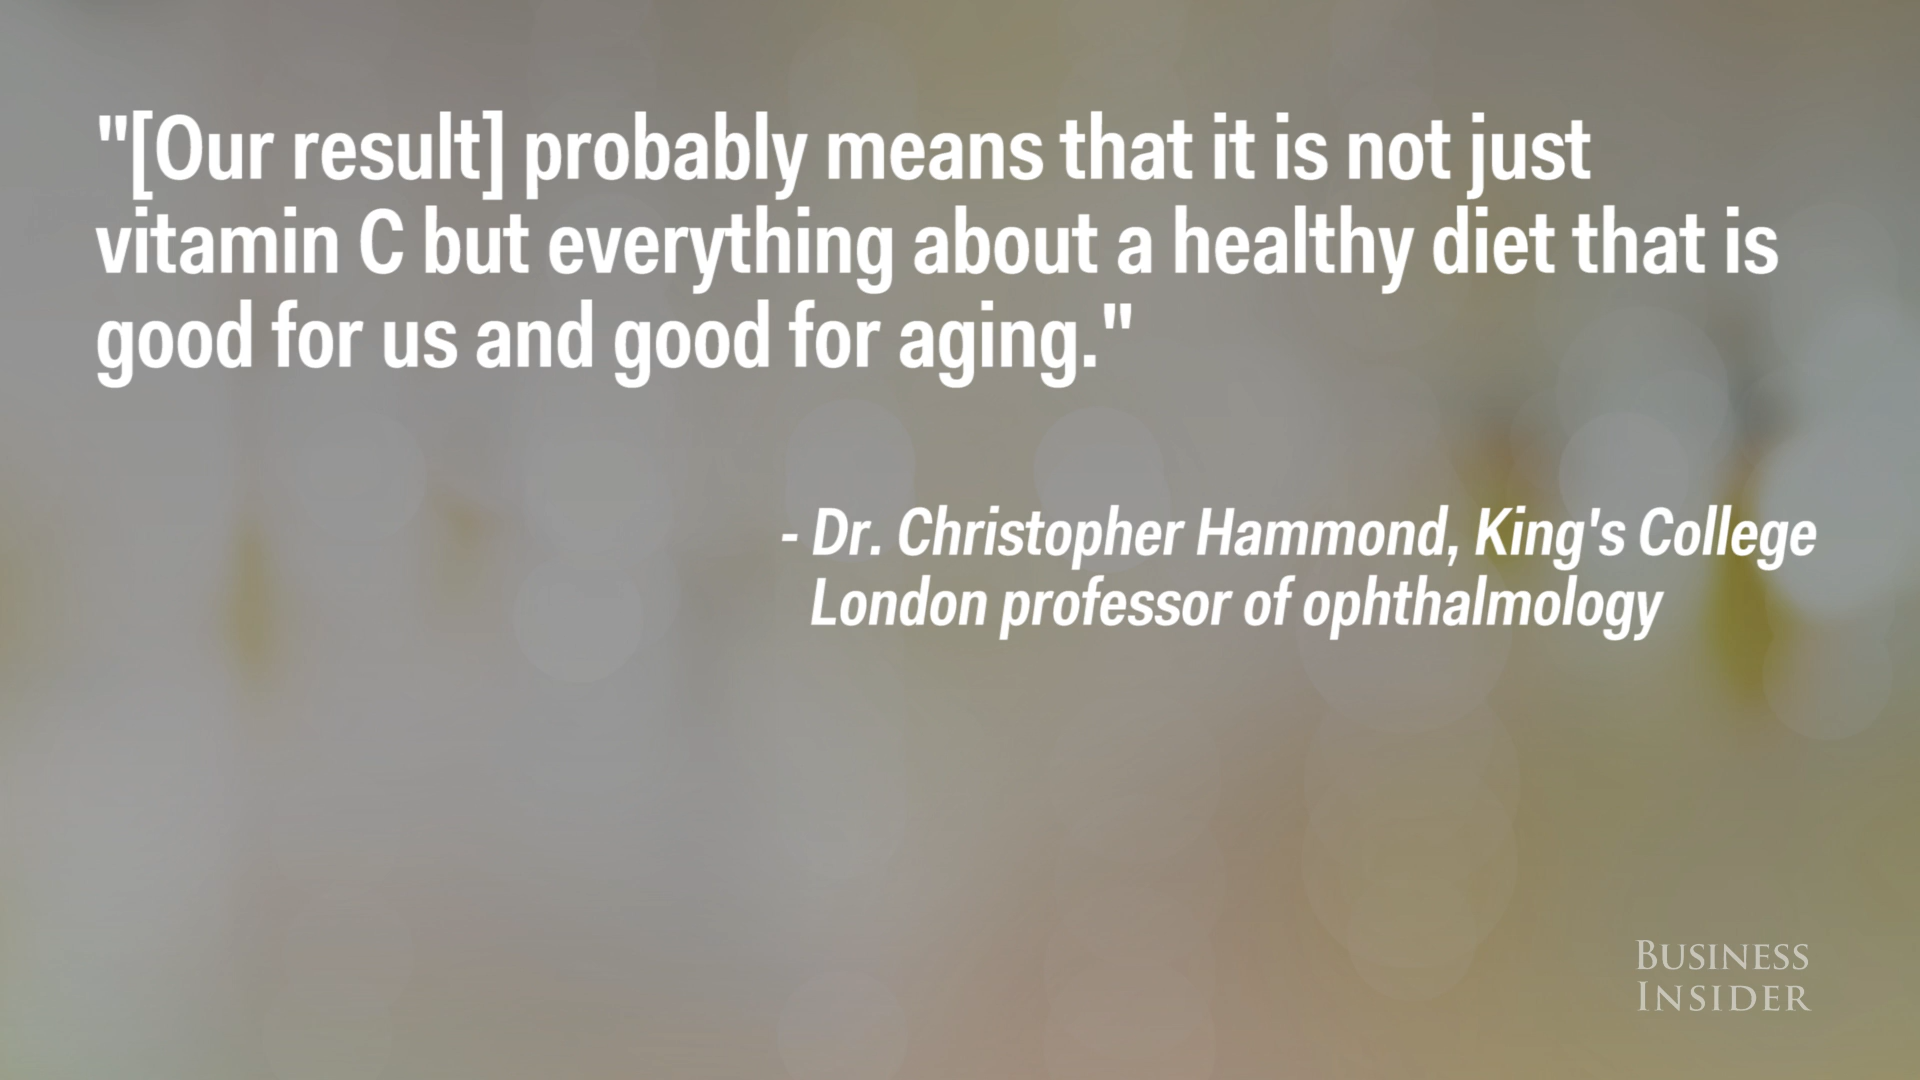 "[Our result] probably means that it is not just
vitamin C but everything about a healthy diet that is
good for us and good for aging."
- Dr. Christopher Hammond, King's College
London professor of ophthalmology
BUSINESS
INSIDER